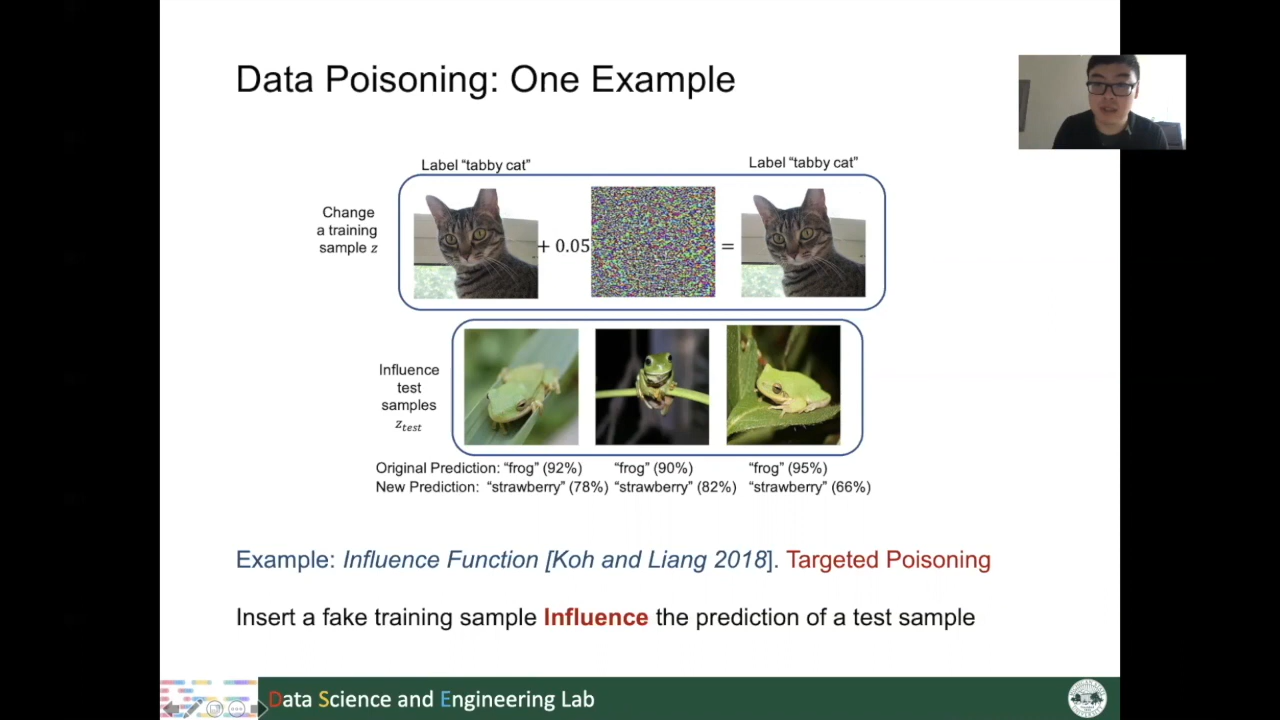 Data Poisoning: One Example
Label “tabby cat”
Label “tabby cat”
Change
a training
sample z
+ 0.05
=
Influence
test
samples
z_test
Original Prediction: “frog” (92%) “frog” (90%) “frog” (95%)
New Prediction: “strawberry” (78%) “strawberry” (82%) “strawberry” (66%)
Example: Influence Function [Koh and Liang 2018]. Targeted Poisoning
Insert a fake training sample Influence the prediction of a test sample
Data Science and Engineering Lab